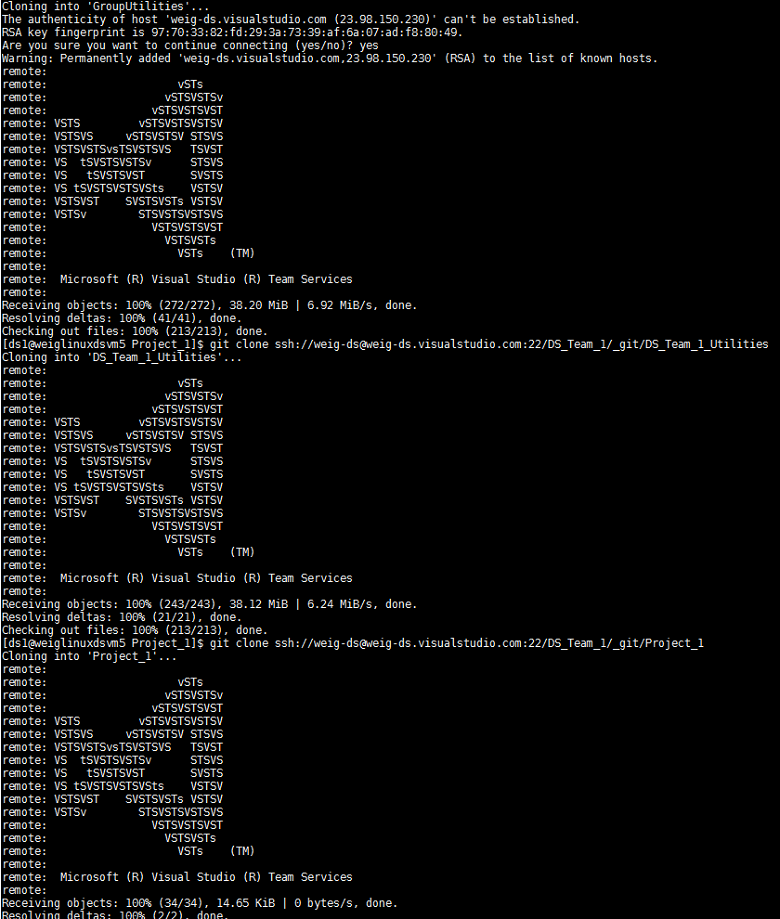 Cloning into 'GroupUtilities'...
The authenticity of host 'weig-ds.visualstudio.com (23.98.150.230)' can't be established.
RSA key fingerprint is 97:70:33:82:fd:29:3a:73:39:af:6a:07:ad:f8:80:49.
Are you sure you want to continue connecting (yes/no)? yes
Warning: Permanently added 'weig-ds.visualstudio.com,23.98.150.230' (RSA) to the list of known hosts.
remote:
remote:                    vSTs
remote:                  vSTSVSTSv
remote:                vSTSVSTSVST
remote: VSTS         vSTSVSTSVSTSV
remote: VSTSVS     vSTSVSTSV STSVS
remote: VSTSVSTSvsTSVSTSVS   TSVST
remote: VS  tSVSTSVSTSv      STSVS
remote: VS   tSVSTSVST       SVSTS
remote: VS tSVSTSVSTSVSts    VSTSV
remote: VSTSVST    SVSTSVSTs VSTSV
remote: VSTSv        STSVSTSVSTSVS
remote:                VSTSVSTSVST
remote:                  VSTSVSTs
remote:                    VSTs    (TM)
remote:
remote:  Microsoft (R) Visual Studio (R) Team Services
remote:
Receiving objects: 100% (272/272), 38.20 MiB | 6.92 MiB/s, done.
Resolving deltas: 100% (41/41), done.
Checking out files: 100% (213/213), done.
[ds1@weiglinuxdsvm5 Project_1]$ git clone ssh://weig-ds@weig-ds.visualstudio.com:22/DS_Team_1/_git/DS_Team_1_Utilities
Cloning into 'DS_Team_1_Utilities'...
remote:
remote:                    vSTs
remote:                  vSTSVSTSv
remote:                vSTSVSTSVST
remote: VSTS         vSTSVSTSVSTSV
remote: VSTSVS     vSTSVSTSV STSVS
remote: VSTSVSTSvsTSVSTSVS   TSVST
remote: VS  tSVSTSVSTSv      STSVS
remote: VS   tSVSTSVST       SVSTS
remote: VS tSVSTSVSTSVSts    VSTSV
remote: VSTSVST    SVSTSVSTs VSTSV
remote: VSTSv        STSVSTSVSTSVS
remote:                VSTSVSTSVST
remote:                  VSTSVSTs
remote:                    VSTs    (TM)
remote:
remote:  Microsoft (R) Visual Studio (R) Team Services
remote:
Receiving objects: 100% (243/243), 38.12 MiB | 6.24 MiB/s, done.
Resolving deltas: 100% (21/21), done.
Checking out files: 100% (213/213), done.
[ds1@weiglinuxdsvm5 Project_1]$ git clone ssh://weig-ds@weig-ds.visualstudio.com:22/DS_Team_1/_git/Project_1
Cloning into 'Project_1'...
remote:
remote:                    vSTs
remote:                  vSTSVSTSv
remote:                vSTSVSTSVST
remote: VSTS         vSTSVSTSVSTSV
remote: VSTSVS     vSTSVSTSV STSVS
remote: VSTSVSTSvsTSVSTSVS   TSVST
remote: VS  tSVSTSVSTSv      STSVS
remote: VS   tSVSTSVST       SVSTS
remote: VS tSVSTSVSTSVSts    VSTSV
remote: VSTSVST    SVSTSVSTs VSTSV
remote: VSTSv        STSVSTSVSTSVS
remote:                VSTSVSTSVST
remote:                  VSTSVSTs
remote:                    VSTs    (TM)
remote:
remote:  Microsoft (R) Visual Studio (R) Team Services
remote:
Receiving objects: 100% (34/34), 14.65 KiB | 0 bytes/s, done.
Resolving deltas: 100% (2/2), done.